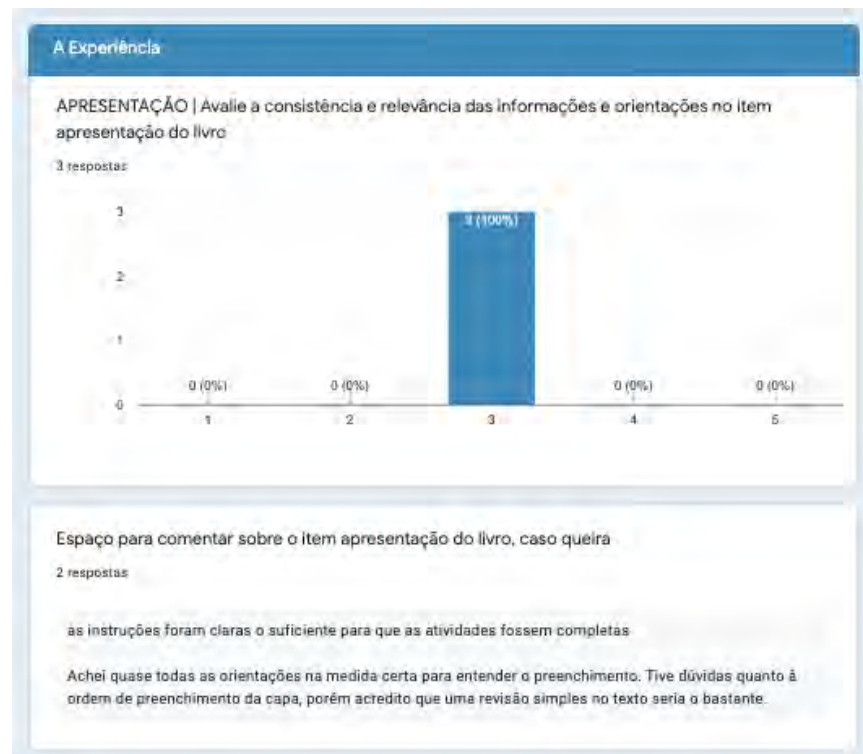 A Experiência
APRESENTAÇÃO | Avalie a consistência e relevância das informações e orientações no item
apresentação do livro
3 respostas
3
3 (100%)
2
1
0 (0%)
0 (0%)
0 (0%)
0 (0%)
0
1
2
3
4
5
Espaço para comentar sobre o item apresentação do livro, caso queira
2 respostas
as instruções foram claras o suficiente para que as atividades fossem completas
Achei quase todas as orientações na medida certa para entender o preenchimento. Tive dúvidas quanto à
ordem de preenchimento da capa, porém acredito que uma revisão simples no texto seria o bastante.